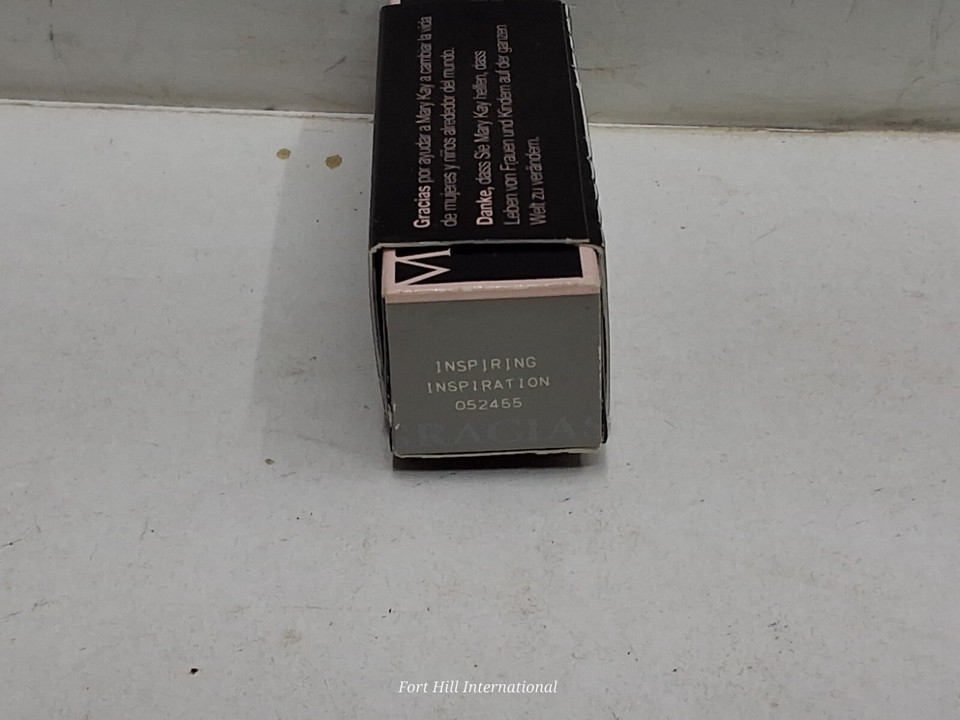 Gracias por ayudar a Mary Kay a cambiar la vida
de mujeres y niños alrededor del mundo.
Danke, dass Sie Mary Kay helfen, dass
Leben von Frauen und Kindern auf der ganzen
Welt zu verändern.
M
INSPIRING
INSPIRATION
052455
GRACIAS
Fort Hill International